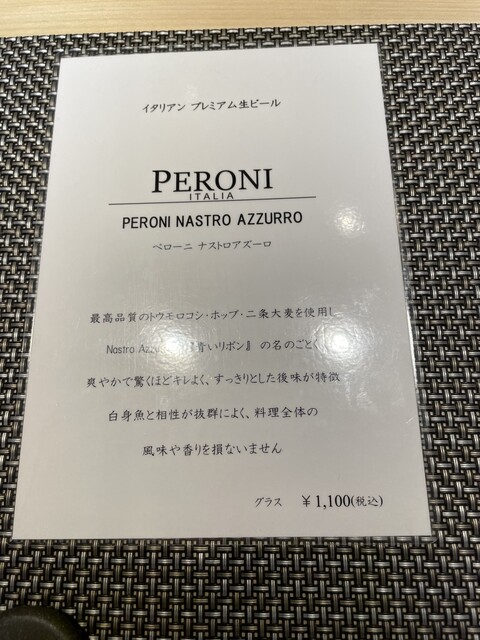 イタリアン プレミアム生ビール
PERONI
ITALIA
PERONI NASTRO AZZURRO
ペローニ ナストロアズーロ
最高品質のトウモロコシ・ホップ・二条大麦を使用し
Nastro 『青いリボン』 の名のごとく
爽やかで驚くほどキレよく、すっきりとした後味が特徴
白身魚と相性が抜群によく、料理全体の
風味や香りを損ないません
グラス ¥1,100(税込)